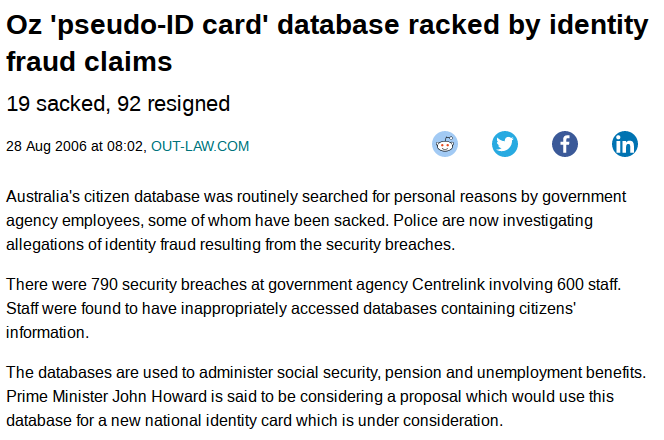 Oz 'pseudo-ID card' database racked by identity
fraud claims
19 sacked, 92 resigned
28 Aug 2006 at 08:02, OUT-LAW.COM
Australia's citizen database was routinely searched for personal reasons by government
agency employees, some of whom have been sacked. Police are now investigating
allegations of identity fraud resulting from the security breaches.
There were 790 security breaches at government agency Centrelink involving 600 staff.
Staff were found to have inappropriately accessed databases containing citizens'
information.
The databases are used to administer social security, pension and unemployment benefits.
Prime Minister John Howard is said to be considering a proposal which would use this
database for a new national identity card which is under consideration.